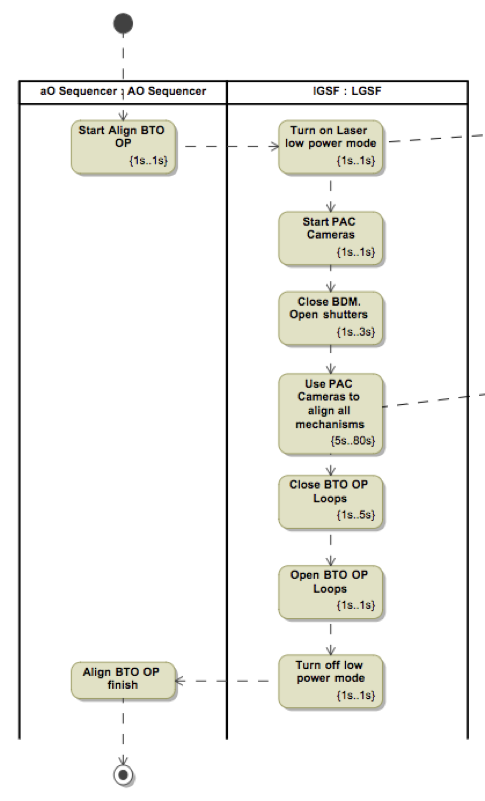 aO Sequencer : AO Sequencer
lGSF : LGSF
Start Align BTO
OP
{1s..1s}
Turn on Laser
low power mode
{1s..1s}
Start PAC
Cameras
{1s..1s}
Close BDM.
Open shutters
{1s..3s}
Use PAC
Cameras to
align all
mechanisms
{5s..80s}
Close BTO OP
Loops
{1s..5s}
Open BTO OP
Loops
{1s..1s}
Turn off low
power mode
{1s..1s}
Align BTO OP
finish